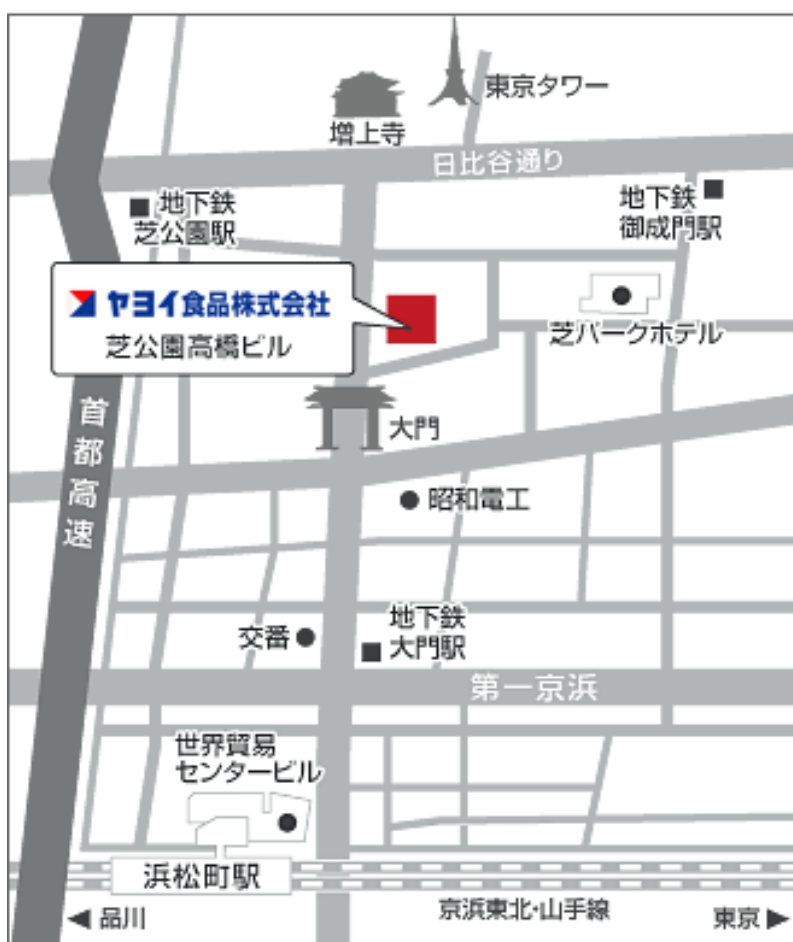 東京タワー
増上寺
日比谷通り
地下鉄
芝公園駅
地下鉄
御成門駅
ヤヨイ食品株式会社
芝公園高橋ビル
芝パークホテル
首都高速
大門
昭和電工
交番
地下鉄
大門駅
第一京浜
世界貿易
センタービル
浜松町駅
◀ 品川
京浜東北・山手線
東京 ▶